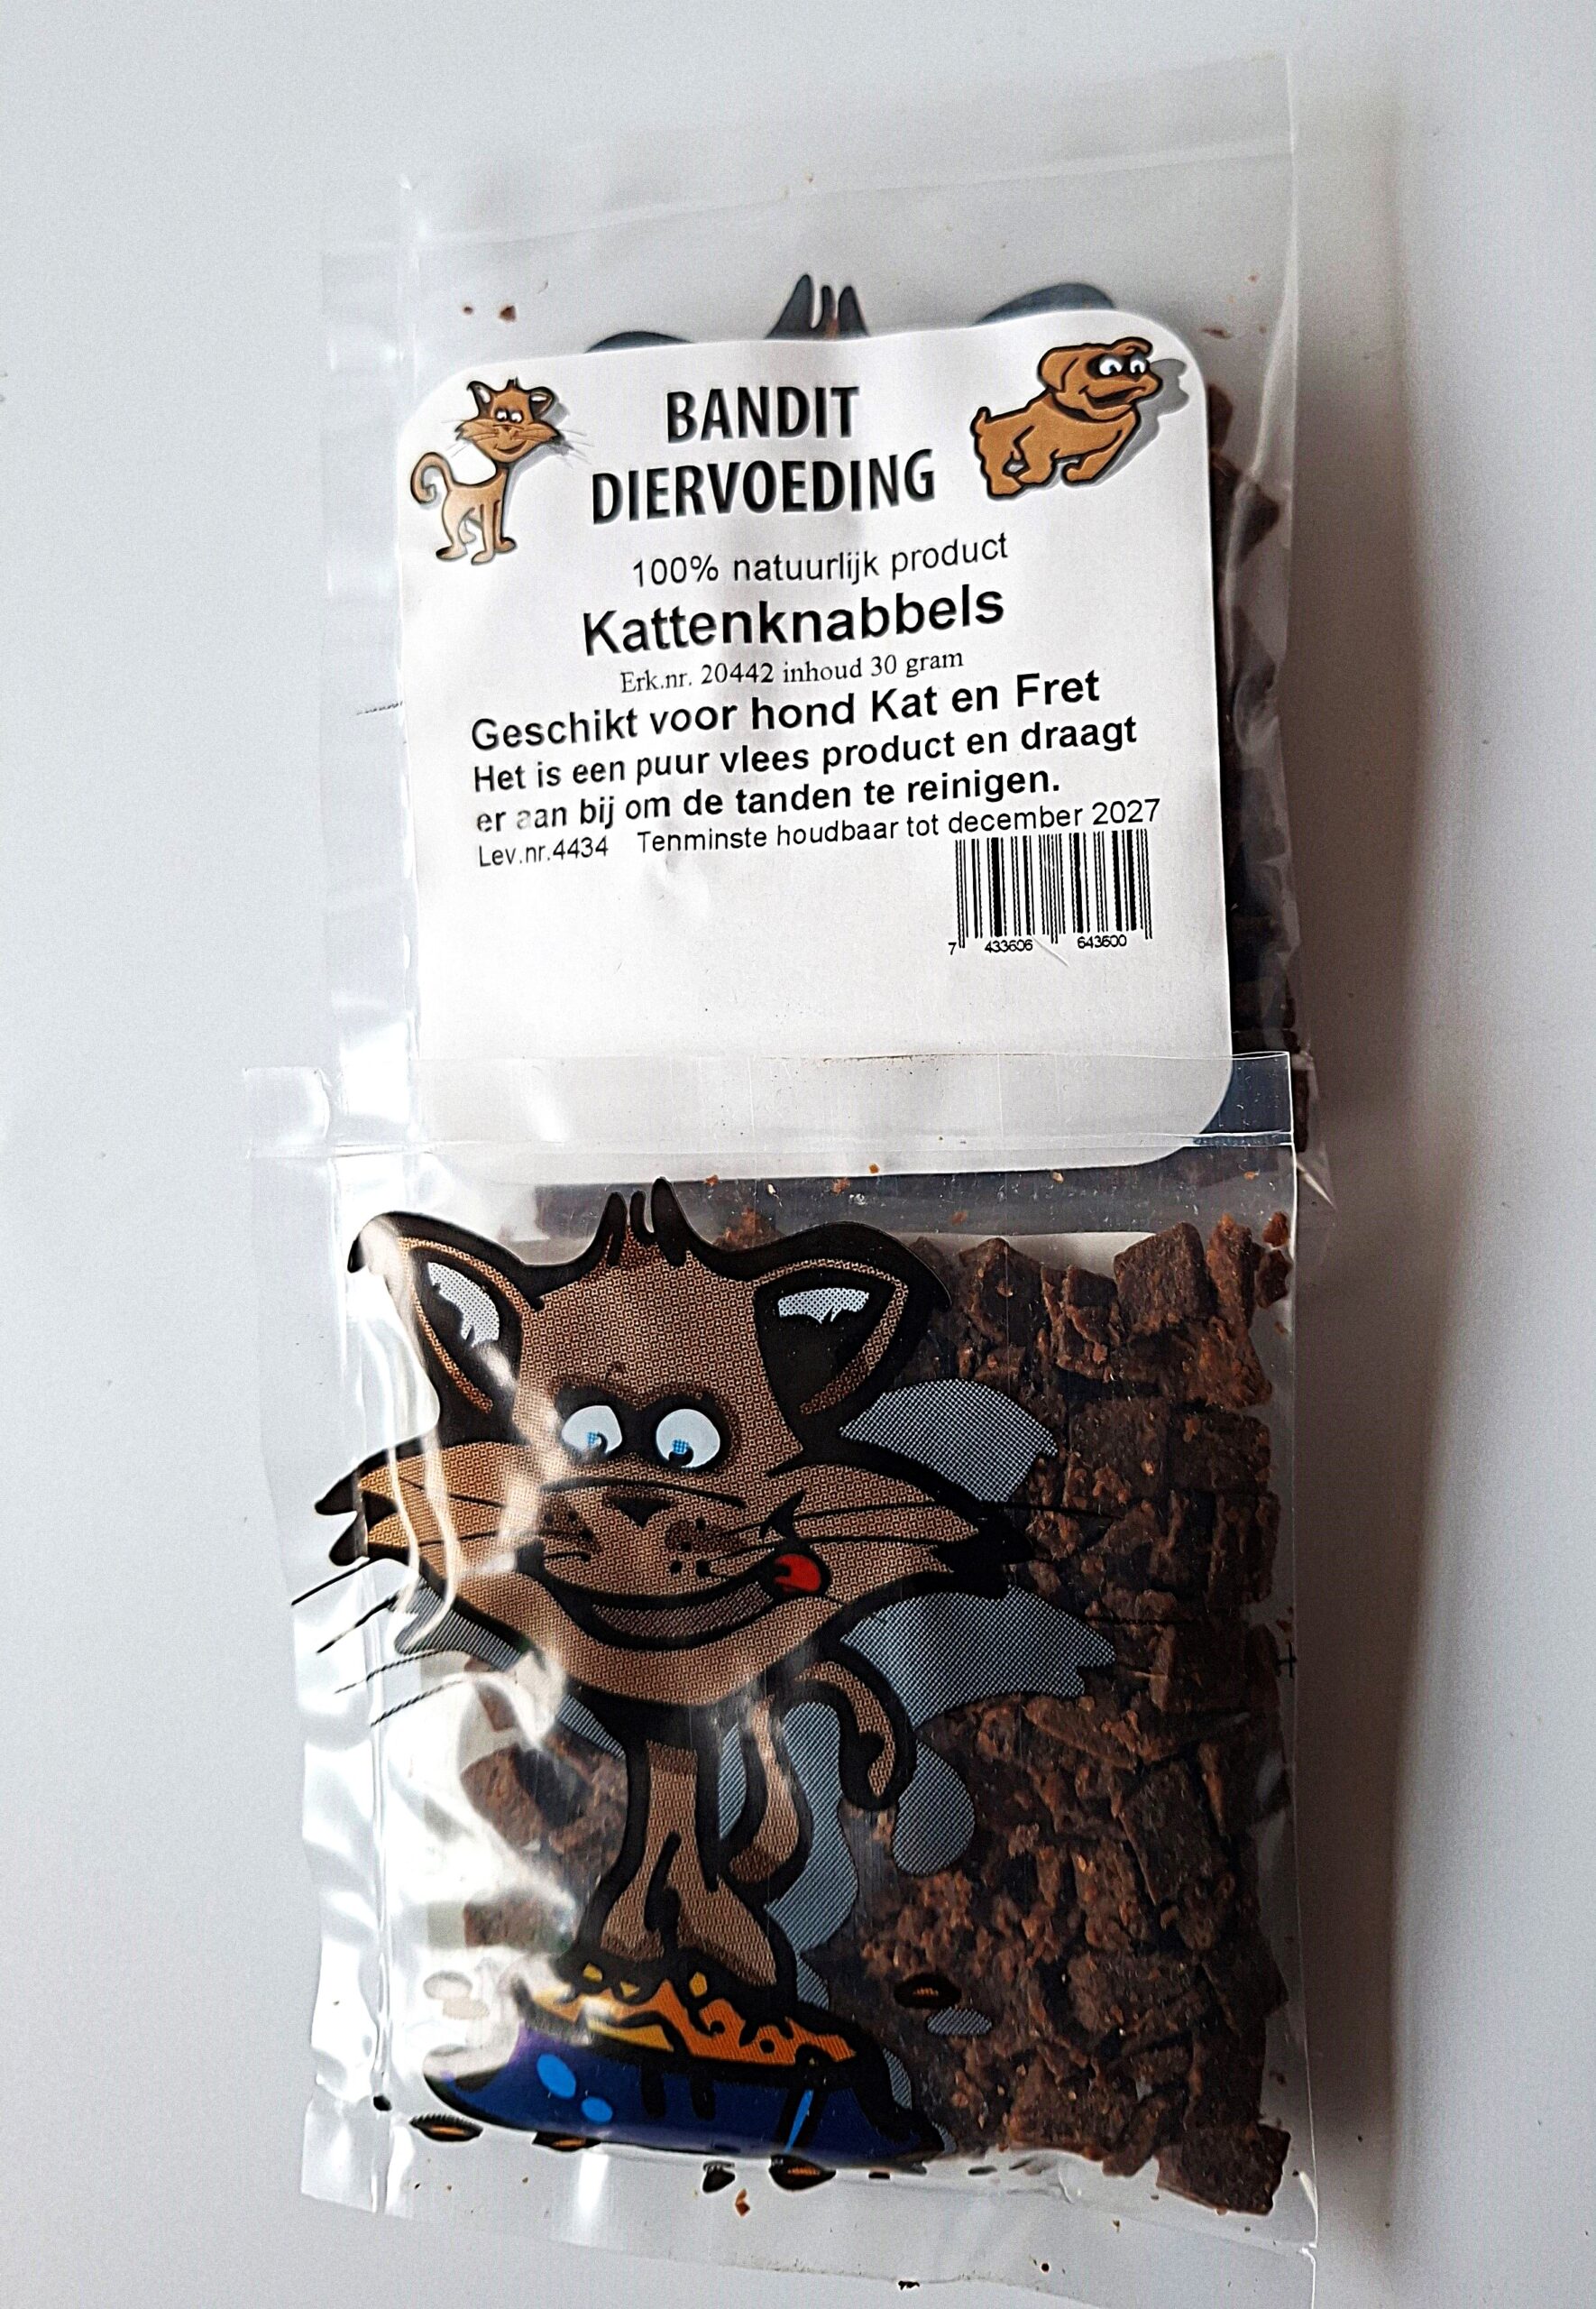 BANDIT
DIERVOEDING
100% natuurlijk product
Kattenknabbels
Erk.nr. 20442 inhoud 30 gram
Geschikt voor hond Kat en Fret
Het is een puur vlees product en draagt
er aan bij om de tanden te reinigen.
Lev.nr.4434 Tenminste houdbaar tot december 2027
7 433606 643600